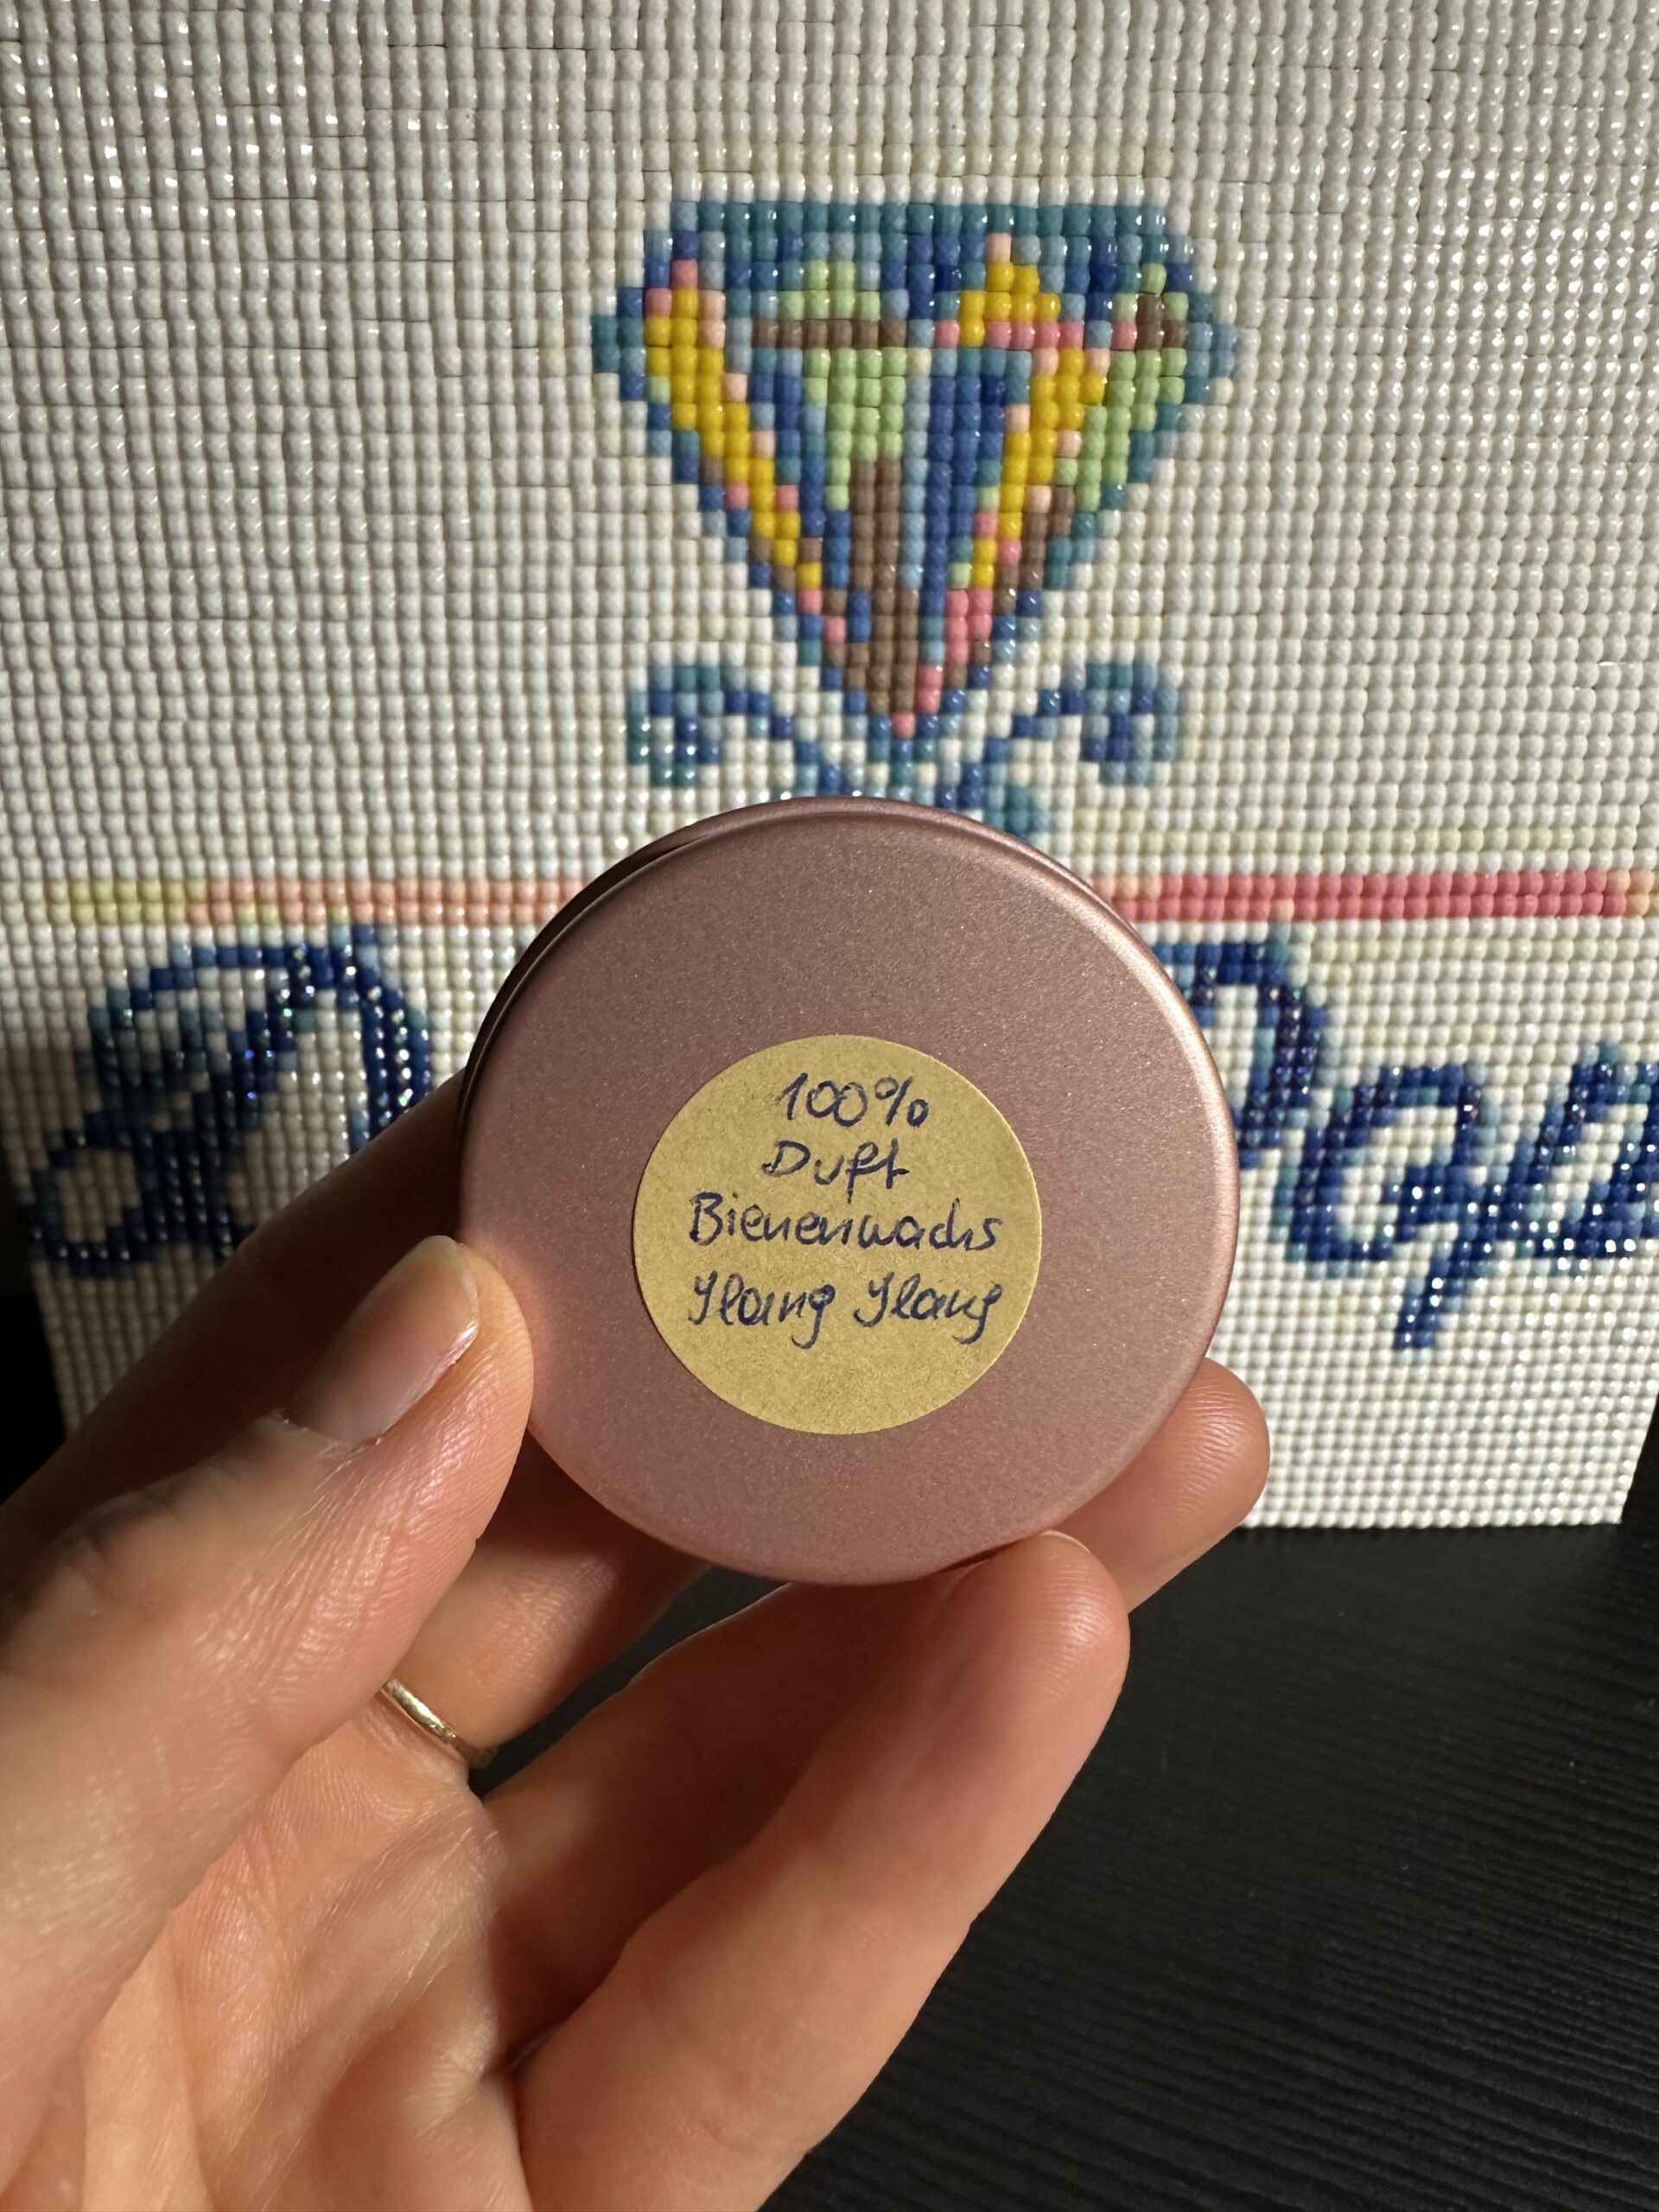 100%
Duft
Bienenwachs
Ylang Ylang